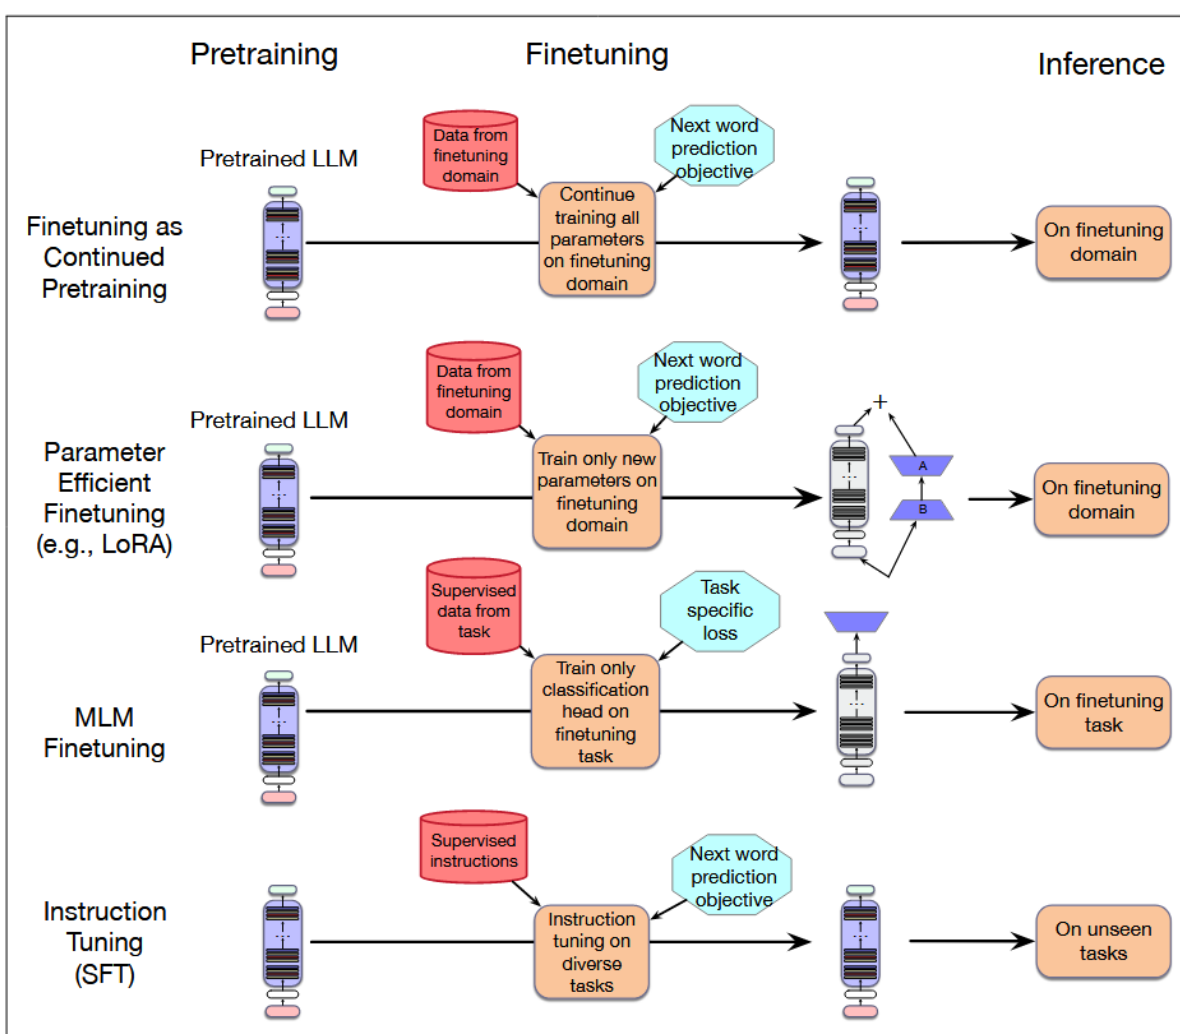 Pretraining
Finetuning
Inference
Data from
finetuning
domain
Next word
prediction
objective
Pretrained LLM
Finetuning as
Continued
Pretraining
Continue
training all
parameters
on finetuning
domain
On finetuning
domain
Data from
finetuning
domain
Next word
prediction
objective
Pretrained LLM
Parameter
Efficient
Finetuning
(e.g., LoRA)
Train only new
parameters on
finetuning
domain
+
A
B
On finetuning
domain
Supervised
data from
task
Task
specific
loss
Pretrained LLM
MLM
Finetuning
Train only
classification
head on
finetuning
task
On finetuning
task
Supervised
instructions
Next word
prediction
objective
Instruction
Tuning
(SFT)
Instruction
tuning on
diverse
tasks
On unseen
tasks